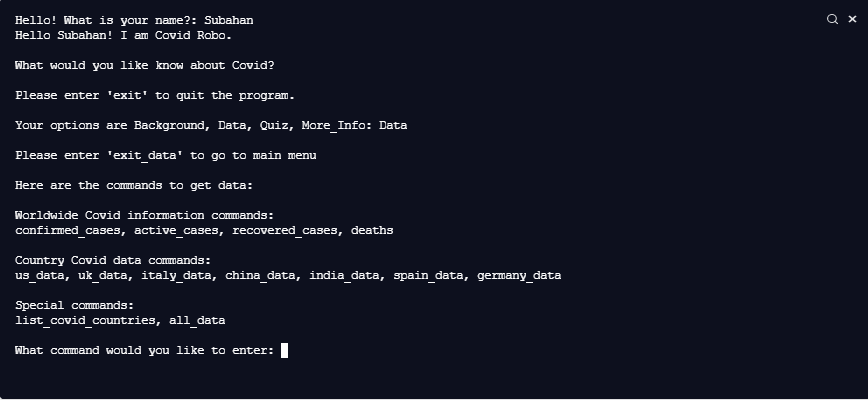 Hello! What is your name?: Subahan
Hello Subahan! I am Covid Robo.
What would you like know about Covid?
Please enter 'exit' to quit the program.
Your options are Background, Data, Quiz, More_Info: Data
Please enter 'exit_data' to go to main menu
Here are the commands to get data:
Worldwide Covid information commands:
confirmed_cases, active_cases, recovered_cases, deaths
Country Covid data commands:
us_data, uk_data, italy_data, china_data, india_data, spain_data, germany_data
Special commands:
list_covid_countries, all_data
What command would you like to enter: